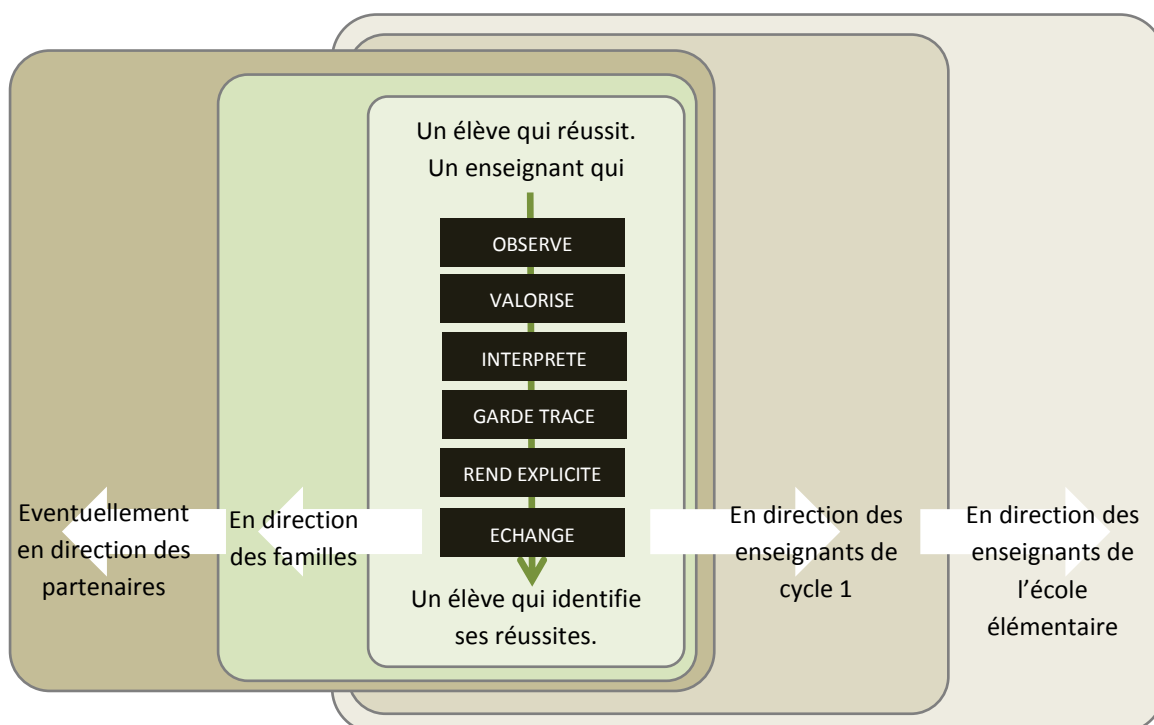 Un élève qui réussit.
Un enseignant qui
OBSERVE
VALORISE
INTERPRETE
GARDE TRACE
REND EXPLICITE
ECHANGE
Un élève qui identifie
ses réussites.
Eventuellement
en direction des
partenaires
En direction
des familles
En direction des
enseignants de
cycle 1
En direction des
enseignants de
l’école
élémentaire